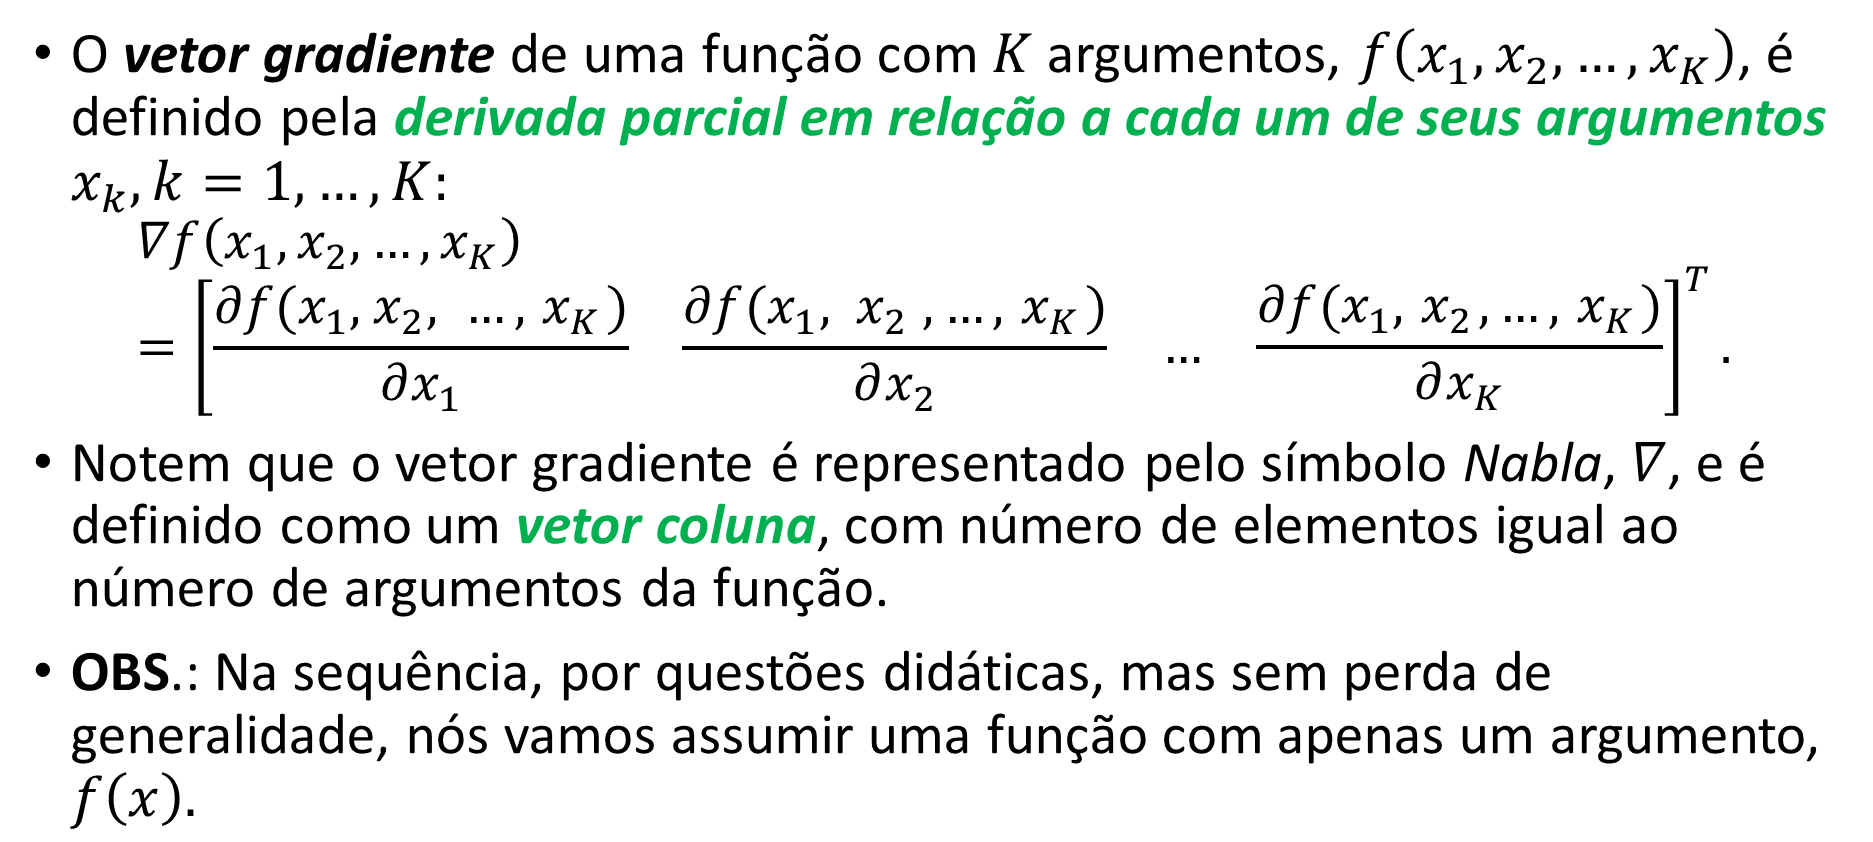 • O vetor gradiente de uma função com K argumentos, f(x₁, x₂, … , x_K), é
definido pela derivada parcial em relação a cada um de seus argumentos
x_k, k = 1, … , K:
∇f(x₁, x₂, … , x_K)
= [∂f(x₁, x₂, … , x_K)/∂x₁ ∂f(x₁, x₂ , … , x_K)/∂x₂ … ∂f(x₁, x₂, … , x_K)/∂x_K]^T .
• Notem que o vetor gradiente é representado pelo símbolo Nabla, ∇, e é
definido como um vetor coluna, com número de elementos igual ao
número de argumentos da função.
• OBS.: Na sequência, por questões didáticas, mas sem perda de
generalidade, nós vamos assumir uma função com apenas um argumento,
f(x).